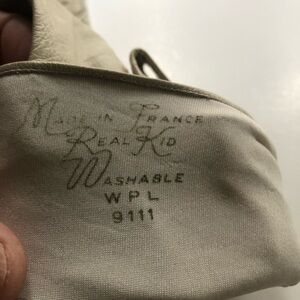 Made in France
Real Kid
Washable
WPL
9111